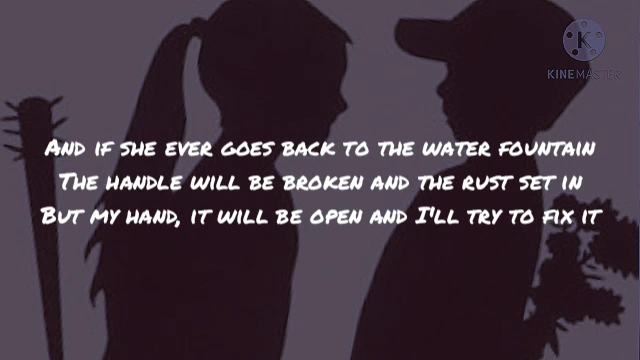 KINEMASTER
AND IF SHE EVER GOES BACK TO THE WATER FOUNTAIN
THE HANDLE WILL BE BROKEN AND THE RUST SET IN
BUT MY HAND, IT WILL BE OPEN AND I'LL TRY TO FIX IT